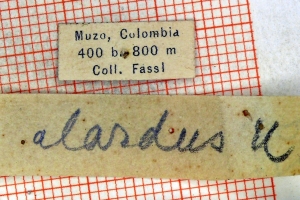 Muzo, Colombia
400 b. 800 m
Coll. Fassl
alardus